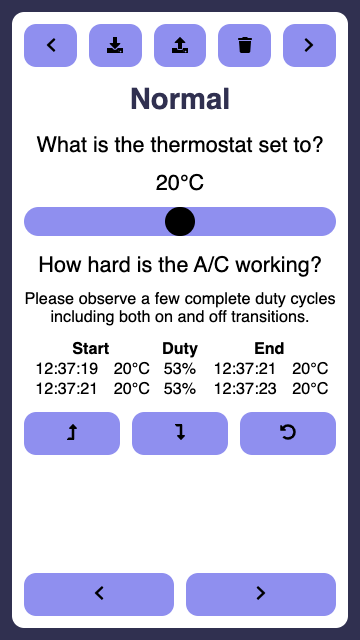 Normal
What is the thermostat set to?
20°C
How hard is the A/C working?
Please observe a few complete duty cycles
including both on and off transitions.
Start Duty End
12:37:19 20°C 53% 12:37:21 20°C
12:37:21 20°C 53% 12:37:23 20°C